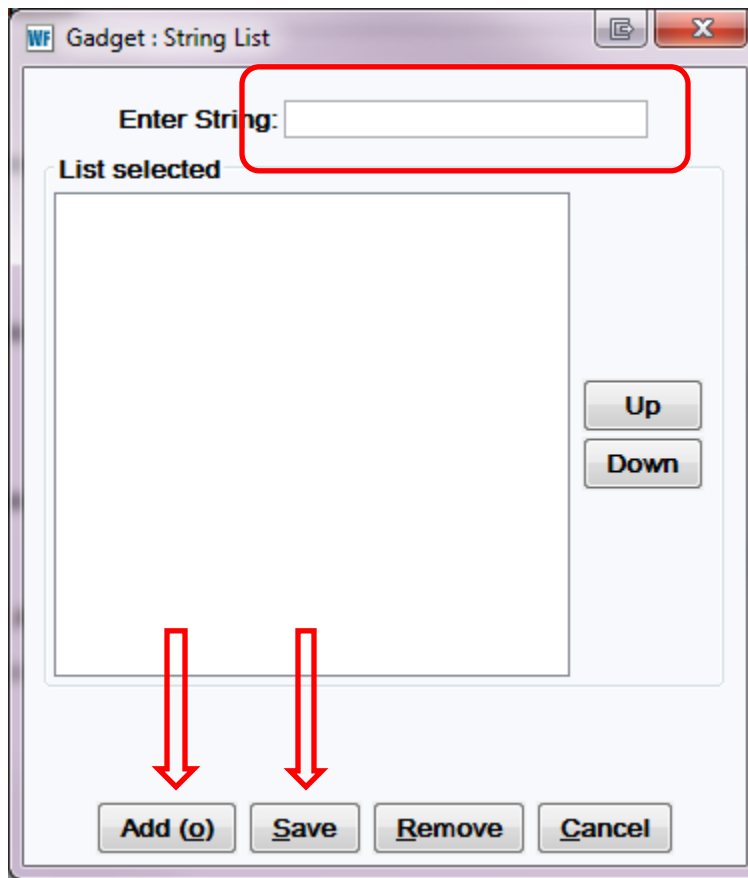 WF Gadget : String List
Enter String:
List selected
Up
Down
Add (o) Save Remove Cancel